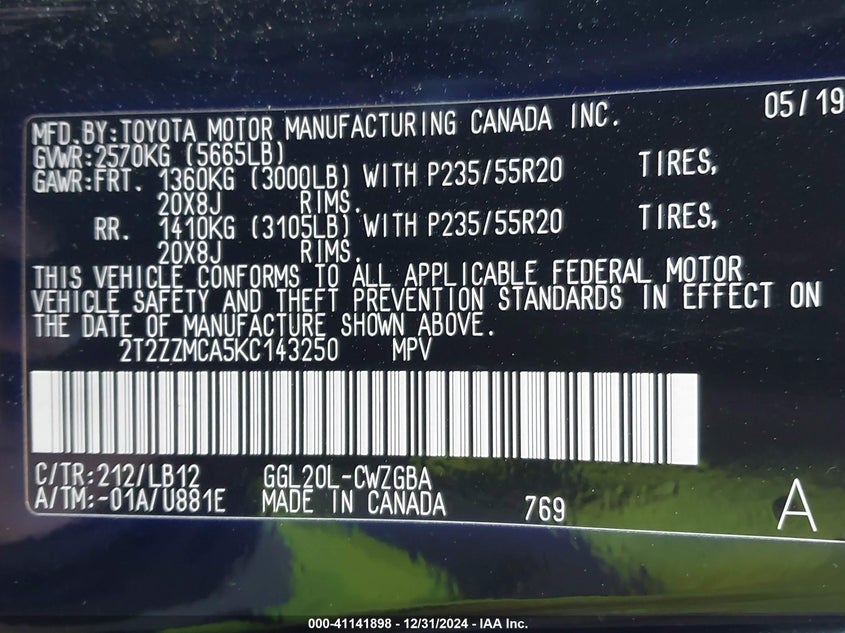 MFD.BY:TOYOTA MOTOR MANUFACTURING CANADA INC. 05/19
GVWR:2570KG (5665LB)
GAWR:FRT. 1360KG (3000LB) WITH P235/55R20 TIRES,
20X8J RIMS.
RR. 1410KG (3105LB) WITH P235/55R20 TIRES,
20X8J RIMS.
THIS VEHICLE CONFORMS TO ALL APPLICABLE FEDERAL MOTOR
VEHICLE SAFETY AND THEFT PREVENTION STANDARDS IN EFFECT ON
THE DATE OF MANUFACTURE SHOWN ABOVE.
2T2ZZMCA5KC143250 MPV
C/TR:212/LB12 GGL20L-CWZGBA
A/TM:-01A/U881E MADE IN CANADA 769 A
000-41141898 - 12/31/2024 - IAA Inc.